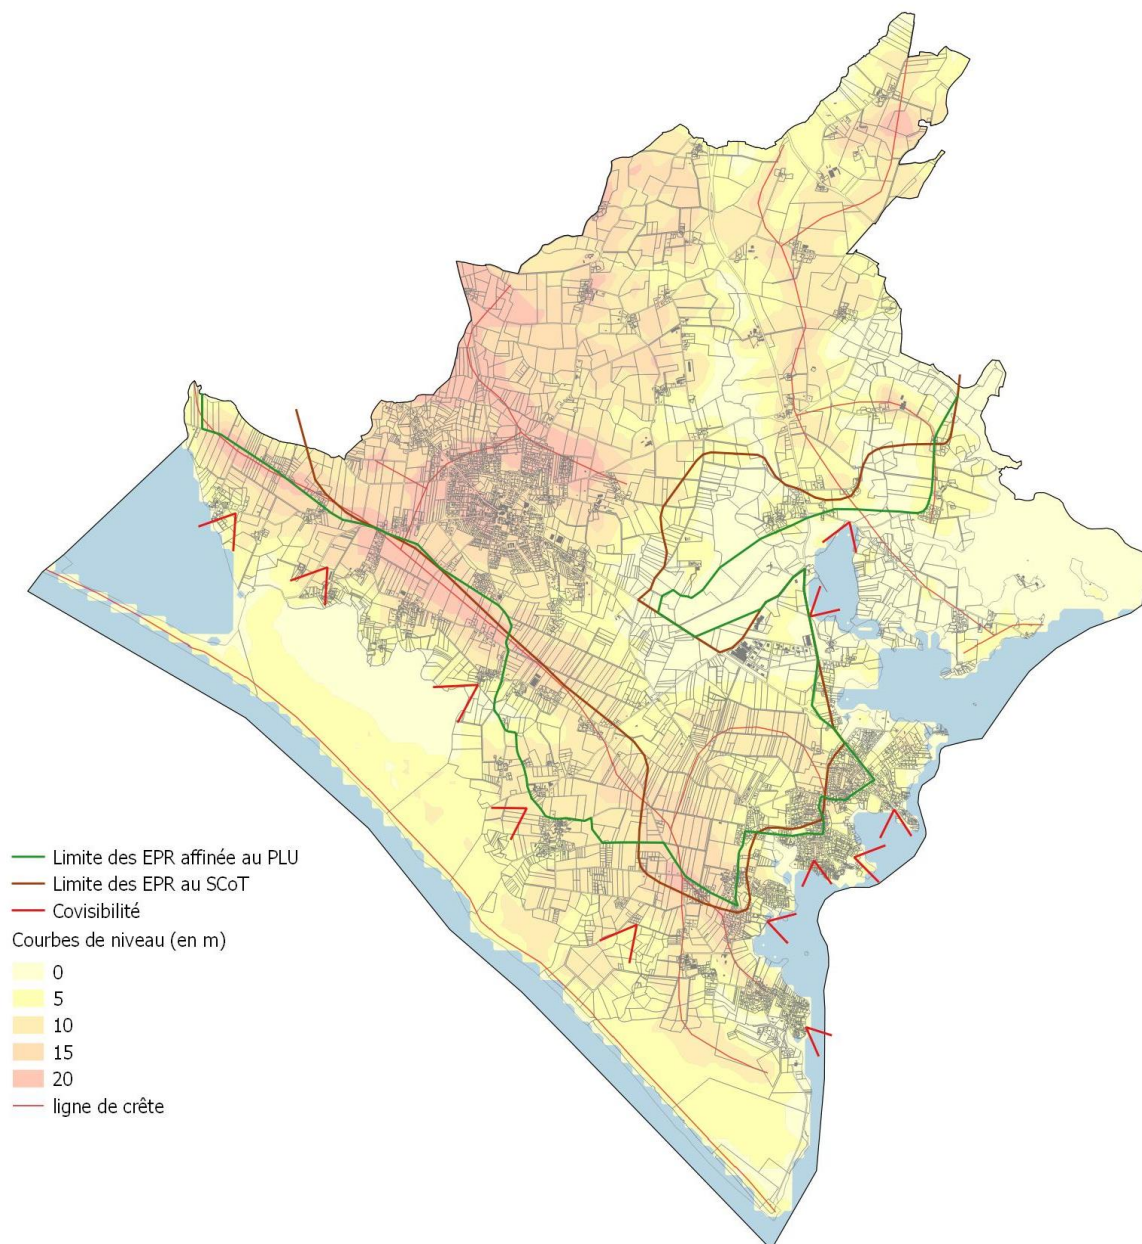 Limite des EPR affinée au PLU
Limite des EPR au SCoT
Covisibilité
Courbes de niveau (en m)
0
5
10
15
20
ligne de crête